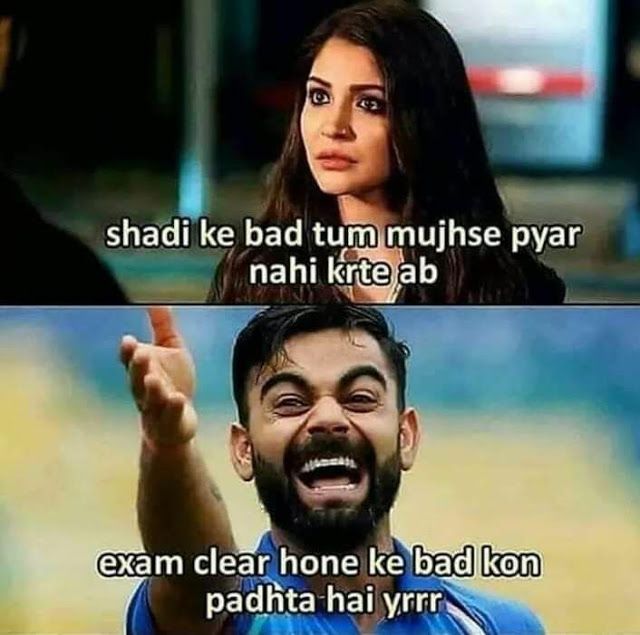 shadi ke bad tum mujhse pyar
nahi krte ab
exam clear hone ke bad kon
padhta hai yrrr